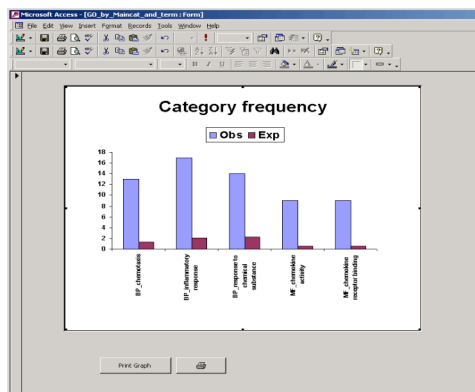 Microsoft Access - [GO_by_Maincat_and_term : Form]
File Edit View Insert Format Records Tools Window Help
Category frequency
Obs Exp
18
16
14
12
10
8
6
4
2
0
BP_chemotaxis
BP_inflammatory
response
BP_response to
chemical
substance
MF_chemokine
activity
MF_chemokine
receptor binding
Print Graph